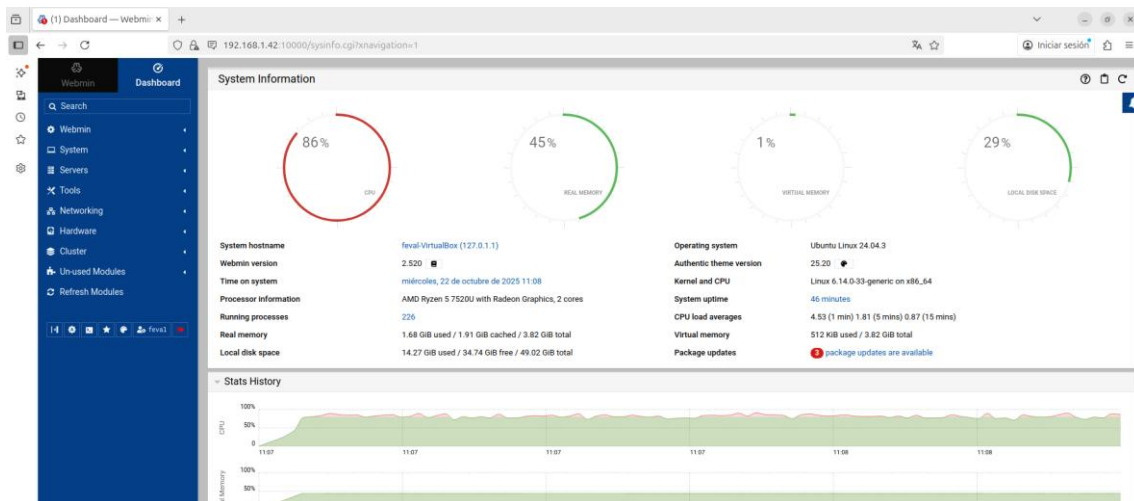 (1) Dashboard — Webmin
192.168.1.42:10000/sysinfo.cgi?xnavigation=1
Iniciar sesión
Webmin
Dashboard
Search
Webmin
System
Servers
Tools
Networking
Hardware
Cluster
Un-used Modules
Refresh Modules
feval
System Information
86%
CPU
45%
REAL MEMORY
1%
VIRTUAL MEMORY
29%
LOCAL DISK SPACE
System hostname feval-VirtualBox (127.0.1.1) Operating system Ubuntu Linux 24.04.3
Webmin version 2.520 Authentic theme version 25.20
Time on system miércoles, 22 de octubre de 2025 11:08 Kernel and CPU Linux 6.14.0-33-generic on x86_64
Processor information AMD Ryzen 5 7520U with Radeon Graphics, 2 cores System uptime 46 minutes
Running processes 226 CPU load averages 4.53 (1 min) 1.81 (5 mins) 0.87 (15 mins)
Real memory 1.68 GiB used / 1.91 GiB cached / 3.82 GiB total Virtual memory 512 KiB used / 3.82 GiB total
Local disk space 14.27 GiB used / 34.74 GiB free / 49.02 GiB total Package updates 3 package updates are available
Stats History
CPU
100%
50%
0
11:07 11:07 11:07 11:07 11:08 11:08
Memory
100%
50%